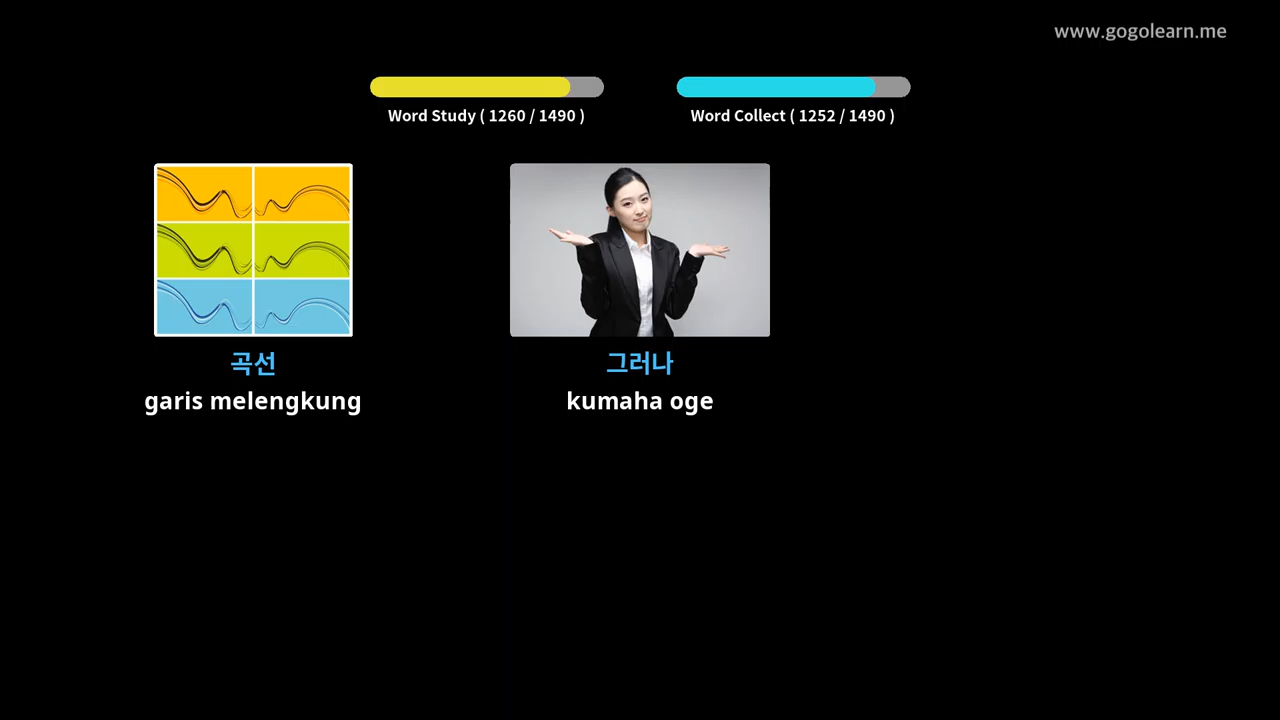 www.gogolearn.me
Word Study ( 1260 / 1490 )
Word Collect ( 1252 / 1490 )
곡선
garis melengkung
그러나
kumaha oge